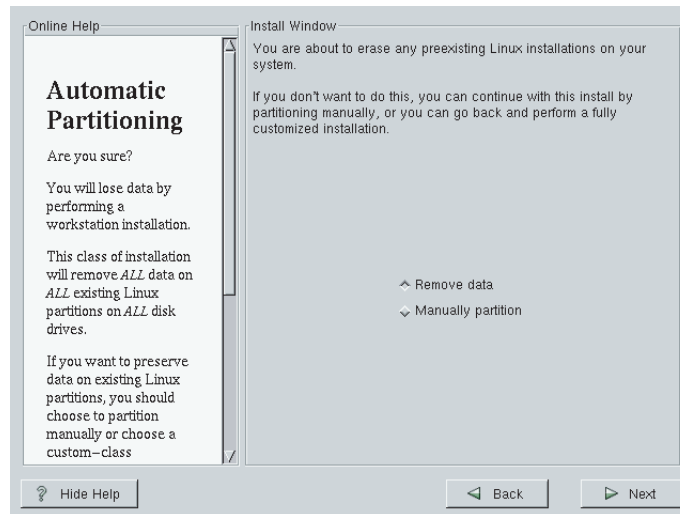 Online Help
Automatic
Partitioning
Are you sure?
You will lose data by
performing a
workstation installation.
This class of installation
will remove ALL data on
ALL existing Linux
partitions on ALL disk
drives.
If you want to preserve
data on existing Linux
partitions, you should
choose to partition
manually or choose a
custom-class
Install Window
You are about to erase any preexisting Linux installations on your
system.
If you don't want to do this, you can continue with this install by
partitioning manually, or you can go back and perform a fully
customized installation.
Remove data
Manually partition
? Hide Help
Back
Next